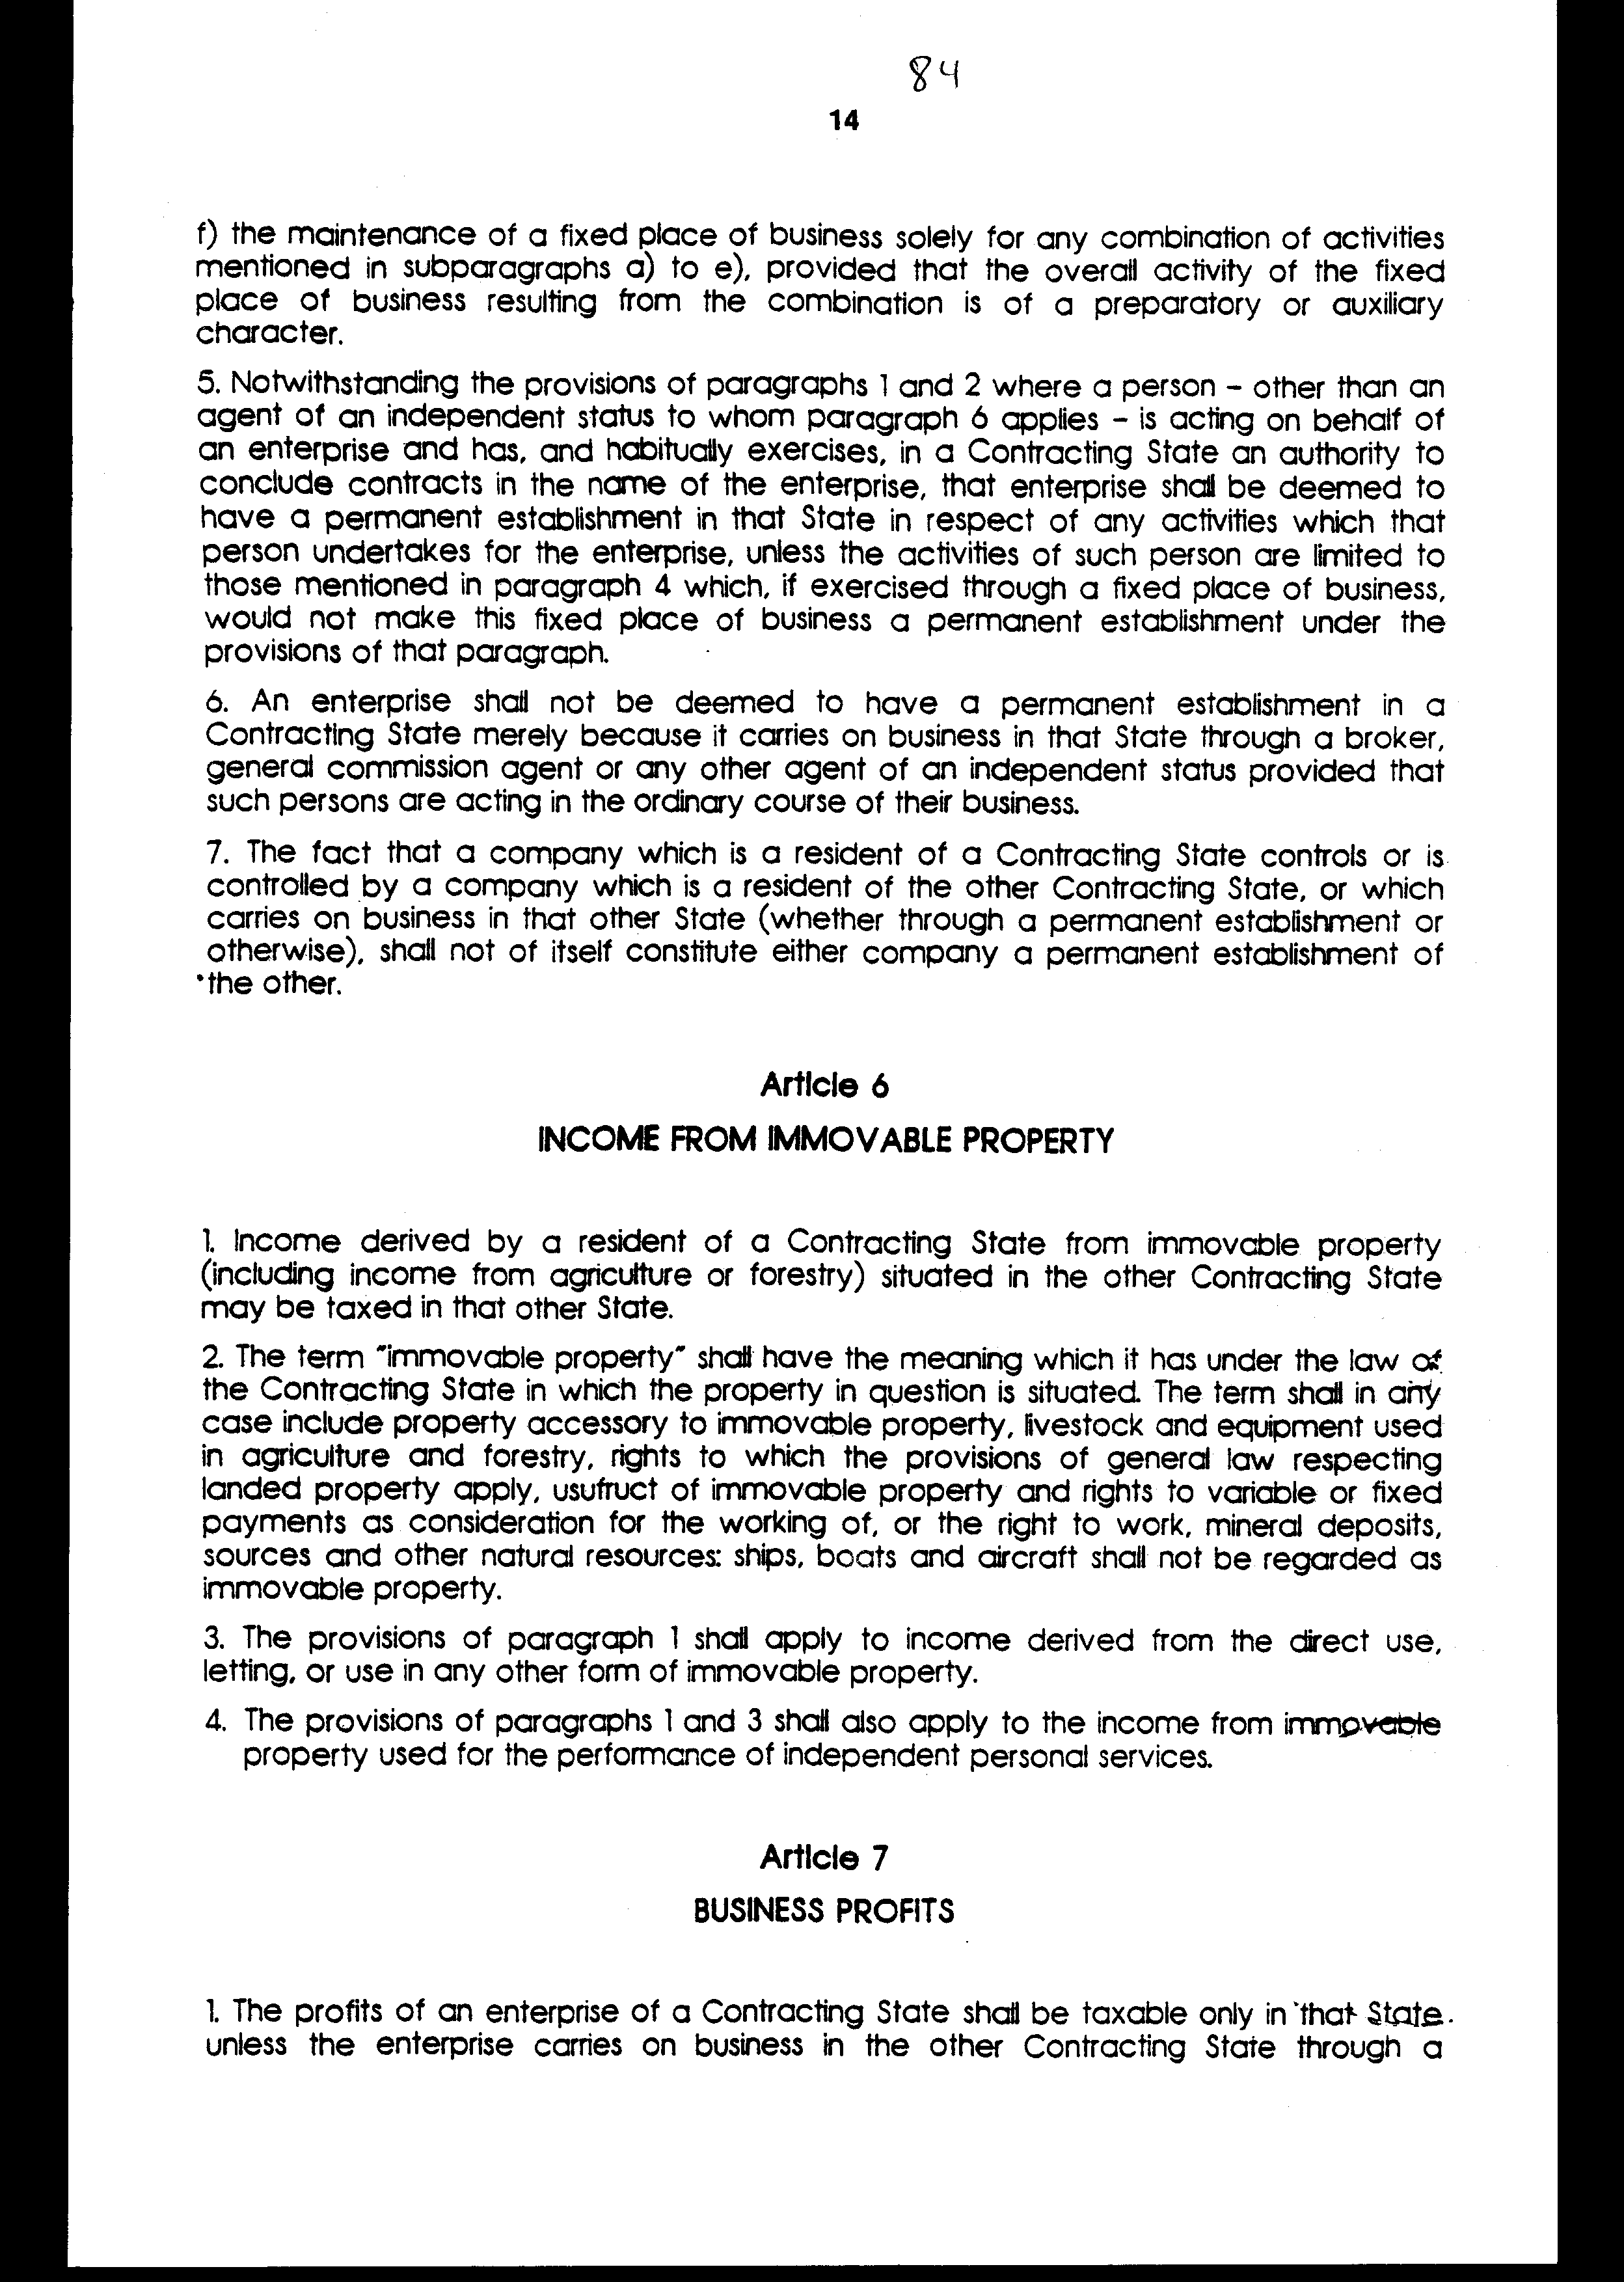 84
14
f) the maintenance of a fixed place of business solely for any combination of activities
mentioned in subparagraphs a) to e), provided that the overall activity of the fixed
place of business resulting from the combination is of a preparatory or auxiliary
character.
5. Notwithstanding the provisions of paragraphs 1 and 2 where a person - other than an
agent of an independent status to whom paragraph 6 applies - is acting on behalf of
an enterprise and has, and habitually exercises, in a Contracting State an authority to
conclude contracts in the name of the enterprise, that enterprise shall be deemed to
have a permanent establishment in that State in respect of any activities which that
person undertakes for the enterprise, unless the activities of such person are limited to
those mentioned in paragraph 4 which, if exercised through a fixed place of business,
would not make this fixed place of business a permanent establishment under the
provisions of that paragraph.
6. An enterprise shall not be deemed to have a permanent establishment in a
Contracting State merely because it carries on business in that State through a broker,
general commission agent or any other agent of an independent status provided that
such persons are acting in the ordinary course of their business.
7. The fact that a company which is a resident of a Contracting State controls or is
controlled by a company which is a resident of the other Contracting State, or which
carries on business in that other State (whether through a permanent establishment or
otherwise), shall not of itself constitute either company a permanent establishment of
the other.
Article 6
INCOME FROM IMMOVABLE PROPERTY
1. Income derived by a resident of a Contracting State from immovable property
(including income from agriculture or forestry) situated in the other Contracting State
may be taxed in that other State.
2. The term "immovable property" shall have the meaning which it has under the law of
the Contracting State in which the property in question is situated. The term shall in any
case include property accessory to immovable property, livestock and equipment used
in agriculture and forestry, rights to which the provisions of general law respecting
landed property apply, usufruct of immovable property and rights to variable or fixed
payments as consideration for the working of, or the right to work, mineral deposits,
sources and other natural resources: ships, boats and aircraft shall not be regarded as
immovable property.
3. The provisions of paragraph 1 shall apply to income derived from the direct use,
letting, or use in any other form of immovable property.
4. The provisions of paragraphs 1 and 3 shall also apply to the income from immovable
property used for the performance of independent personal services.
Article 7
BUSINESS PROFITS
1. The profits of an enterprise of a Contracting State shall be taxable only in that State
unless the enterprise carries on business in the other Contracting State through a